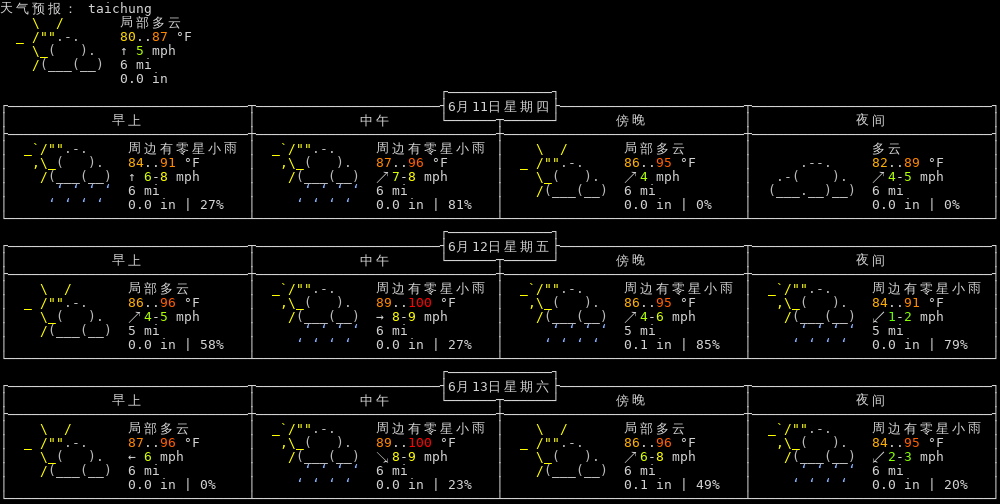 天气预报： taichung
局部多云
80..87 °F
↑ 5 mph
6 mi
0.0 in
6月11日星期四
早上 中午 傍晚 夜间
周边有零星小雨 周边有零星小雨 局部多云 多云
84..91 °F 87..96 °F 86..95 °F 82..89 °F
↑ 6-8 mph ↗ 7-8 mph ↗ 4 mph ↗ 4-5 mph
6 mi 6 mi 6 mi 6 mi
0.0 in | 27% 0.0 in | 81% 0.0 in | 0% 0.0 in | 0%
6月12日星期五
早上 中午 傍晚 夜间
局部多云 周边有零星小雨 周边有零星小雨 周边有零星小雨
86..96 °F 89..100 °F 86..95 °F 84..91 °F
↗ 4-5 mph → 8-9 mph ↗ 4-6 mph ↙ 1-2 mph
5 mi 6 mi 5 mi 5 mi
0.0 in | 58% 0.0 in | 27% 0.1 in | 85% 0.0 in | 79%
6月13日星期六
早上 中午 傍晚 夜间
局部多云 周边有零星小雨 局部多云 周边有零星小雨
87..96 °F 89..100 °F 86..96 °F 84..95 °F
← 6 mph ↘ 8-9 mph ↗ 6-8 mph ↙ 2-3 mph
6 mi 6 mi 6 mi 6 mi
0.0 in | 0% 0.0 in | 23% 0.1 in | 49% 0.0 in | 20%